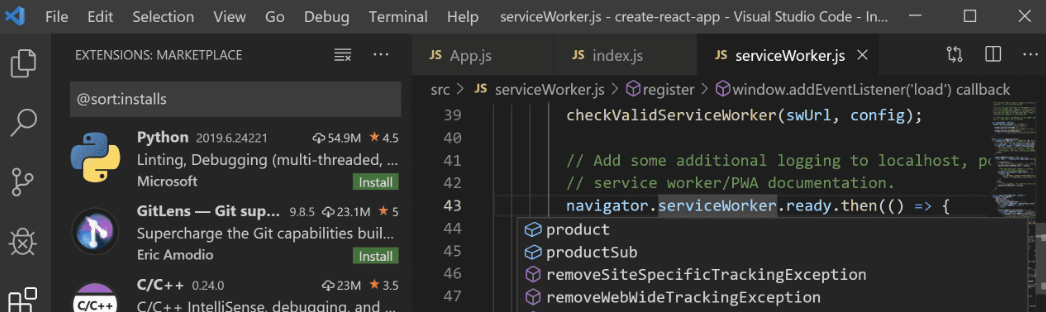 File Edit Selection View Go Debug Terminal Help serviceWorker.js - create-react-app - Visual Studio Code - In...
EXTENSIONS: MARKETPLACE
@sort:installs
Python 2019.6.24221 54.9M ★ 4.5
Linting, Debugging (multi-threaded, ...
Microsoft Install
GitLens — Git sup... 9.8.5 23.1M ★ 5
Supercharge the Git capabilities buil...
Eric Amodio Install
C/C++ 0.24.0 23M ★ 3.5
C/C++
C/C++ IntelliSense, debugging, and ...
JS App.js JS index.js JS serviceWorker.js
src > JS serviceWorker.js > register > window.addEventListener('load') callback
39 checkValidServiceWorker(swUrl, config);
40
41 // Add some additional logging to localhost, po
42 // service worker/PWA documentation.
43 navigator.serviceWorker.ready.then(() => {
44 product
45 productSub
46 removeSiteSpecificTrackingException
47 removeWebWideTrackingException